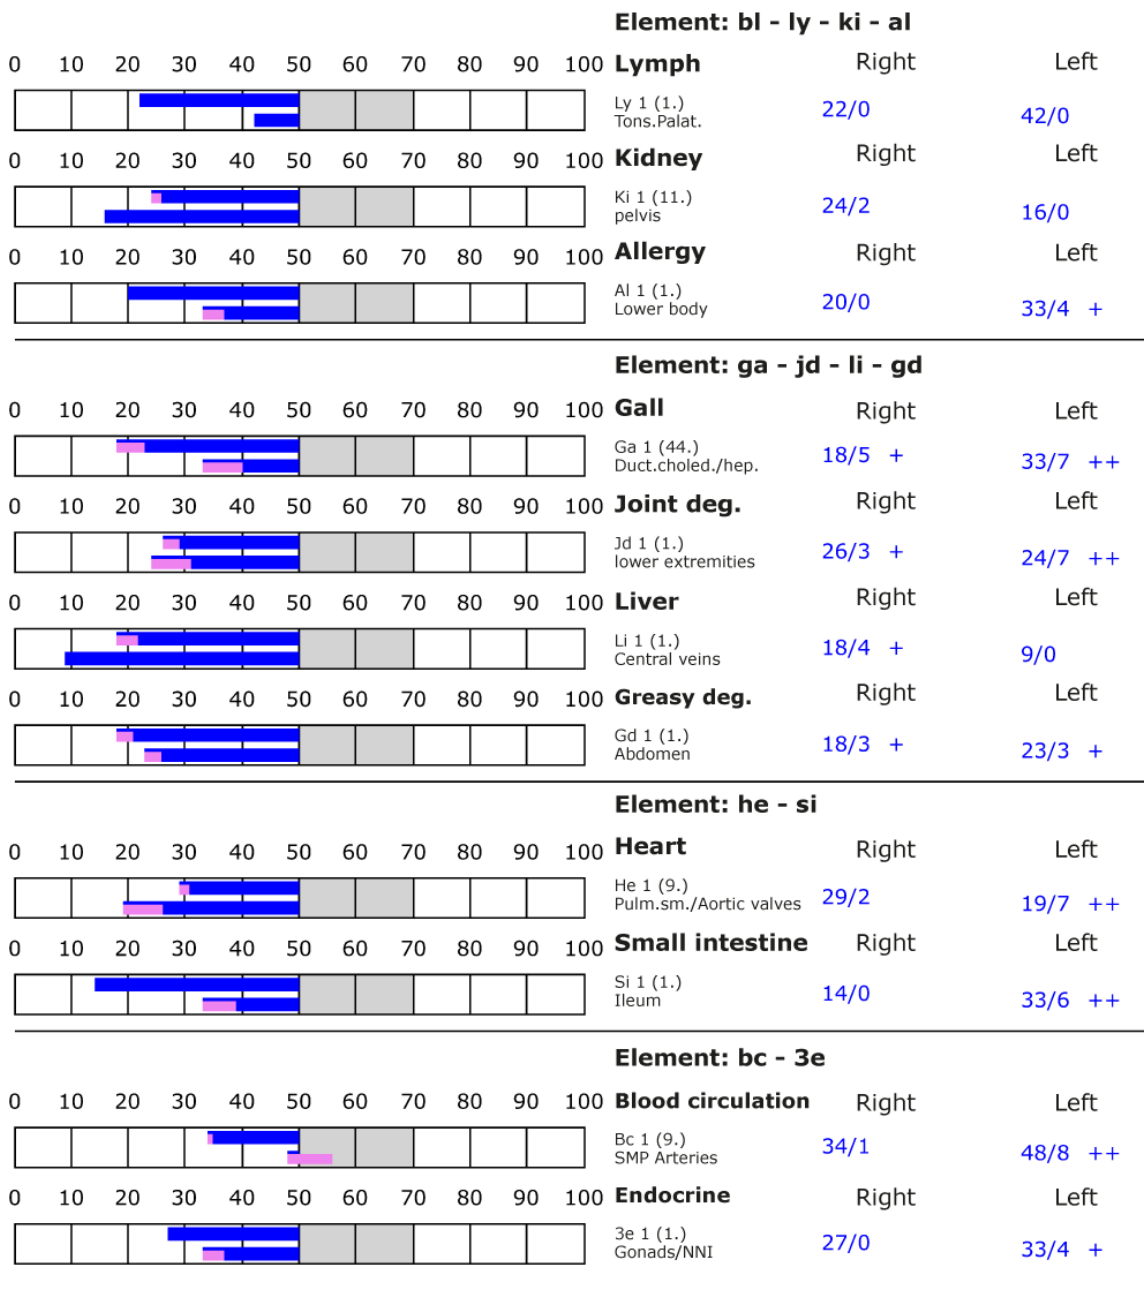 Element: bl - ly - ki - al
0 10 20 30 40 50 60 70 80 90 100 Lymph Right Left
Ly 1 (1.) 22/0 42/0
Tons.Palat.
0 10 20 30 40 50 60 70 80 90 100 Kidney Right Left
Ki 1 (11.) 24/2 16/0
pelvis
0 10 20 30 40 50 60 70 80 90 100 Allergy Right Left
Al 1 (1.) 20/0 33/4 +
Lower body
Element: ga - jd - li - gd
0 10 20 30 40 50 60 70 80 90 100 Gall Right Left
Ga 1 (44.) 18/5 + 33/7 ++
Duct.choled./hep.
0 10 20 30 40 50 60 70 80 90 100 Joint deg. Right Left
Jd 1 (1.) 26/3 + 24/7 ++
lower extremities
0 10 20 30 40 50 60 70 80 90 100 Liver Right Left
Li 1 (1.) 18/4 + 9/0
Central veins
0 10 20 30 40 50 60 70 80 90 100 Greasy deg. Right Left
Gd 1 (1.) 18/3 + 23/3 +
Abdomen
Element: he - si
0 10 20 30 40 50 60 70 80 90 100 Heart Right Left
He 1 (9.) 29/2 19/7 ++
Pulm.sm./Aortic valves
0 10 20 30 40 50 60 70 80 90 100 Small intestine Right Left
Si 1 (1.) 14/0 33/6 ++
Ileum
Element: bc - 3e
0 10 20 30 40 50 60 70 80 90 100 Blood circulation Right Left
Bc 1 (9.) 34/1 48/8 ++
SMP Arteries
0 10 20 30 40 50 60 70 80 90 100 Endocrine Right Left
3e 1 (1.) 27/0 33/4 +
Gonads/NNI